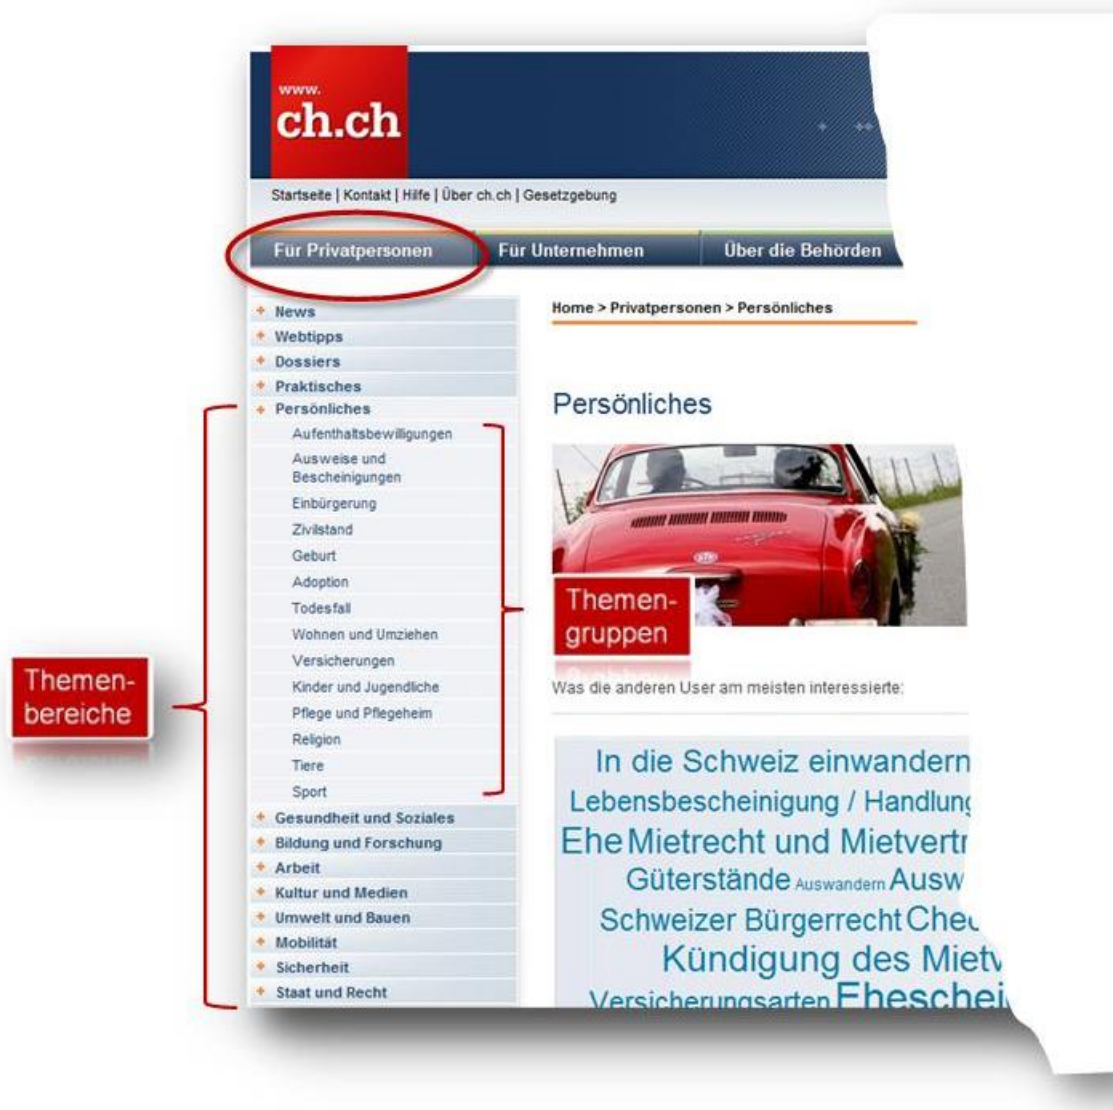 www.
ch.ch
Startseite | Kontakt | Hilfe | Über ch.ch | Gesetzgebung
Für Privatpersonen
Für Unternehmen
Über die Behörden
News
Webtipps
Dossiers
Praktisches
Persönliches
Aufenthaltsbewilligungen
Ausweise und
Bescheinigungen
Einbürgerung
Zivilstand
Geburt
Adoption
Todesfall
Wohnen und Umziehen
Versicherungen
Kinder und Jugendliche
Pflege und Pflegeheim
Religion
Tiere
Sport
Gesundheit und Soziales
Bildung und Forschung
Arbeit
Kultur und Medien
Umwelt und Bauen
Mobilität
Sicherheit
Staat und Recht
Themen-
bereiche
Home > Privatpersonen > Persönliches
Persönliches
Themen-
gruppen
Was die anderen User am meisten interessierte:
In die Schweiz einwandern
Lebensbescheinigung / Handlung
Ehe Mietrecht und Mietvertr
Güterstände Auswandern Ausw
Schweizer Bürgerrecht Chec
Kündigung des Mietv
Versicherungsarten Eheschei